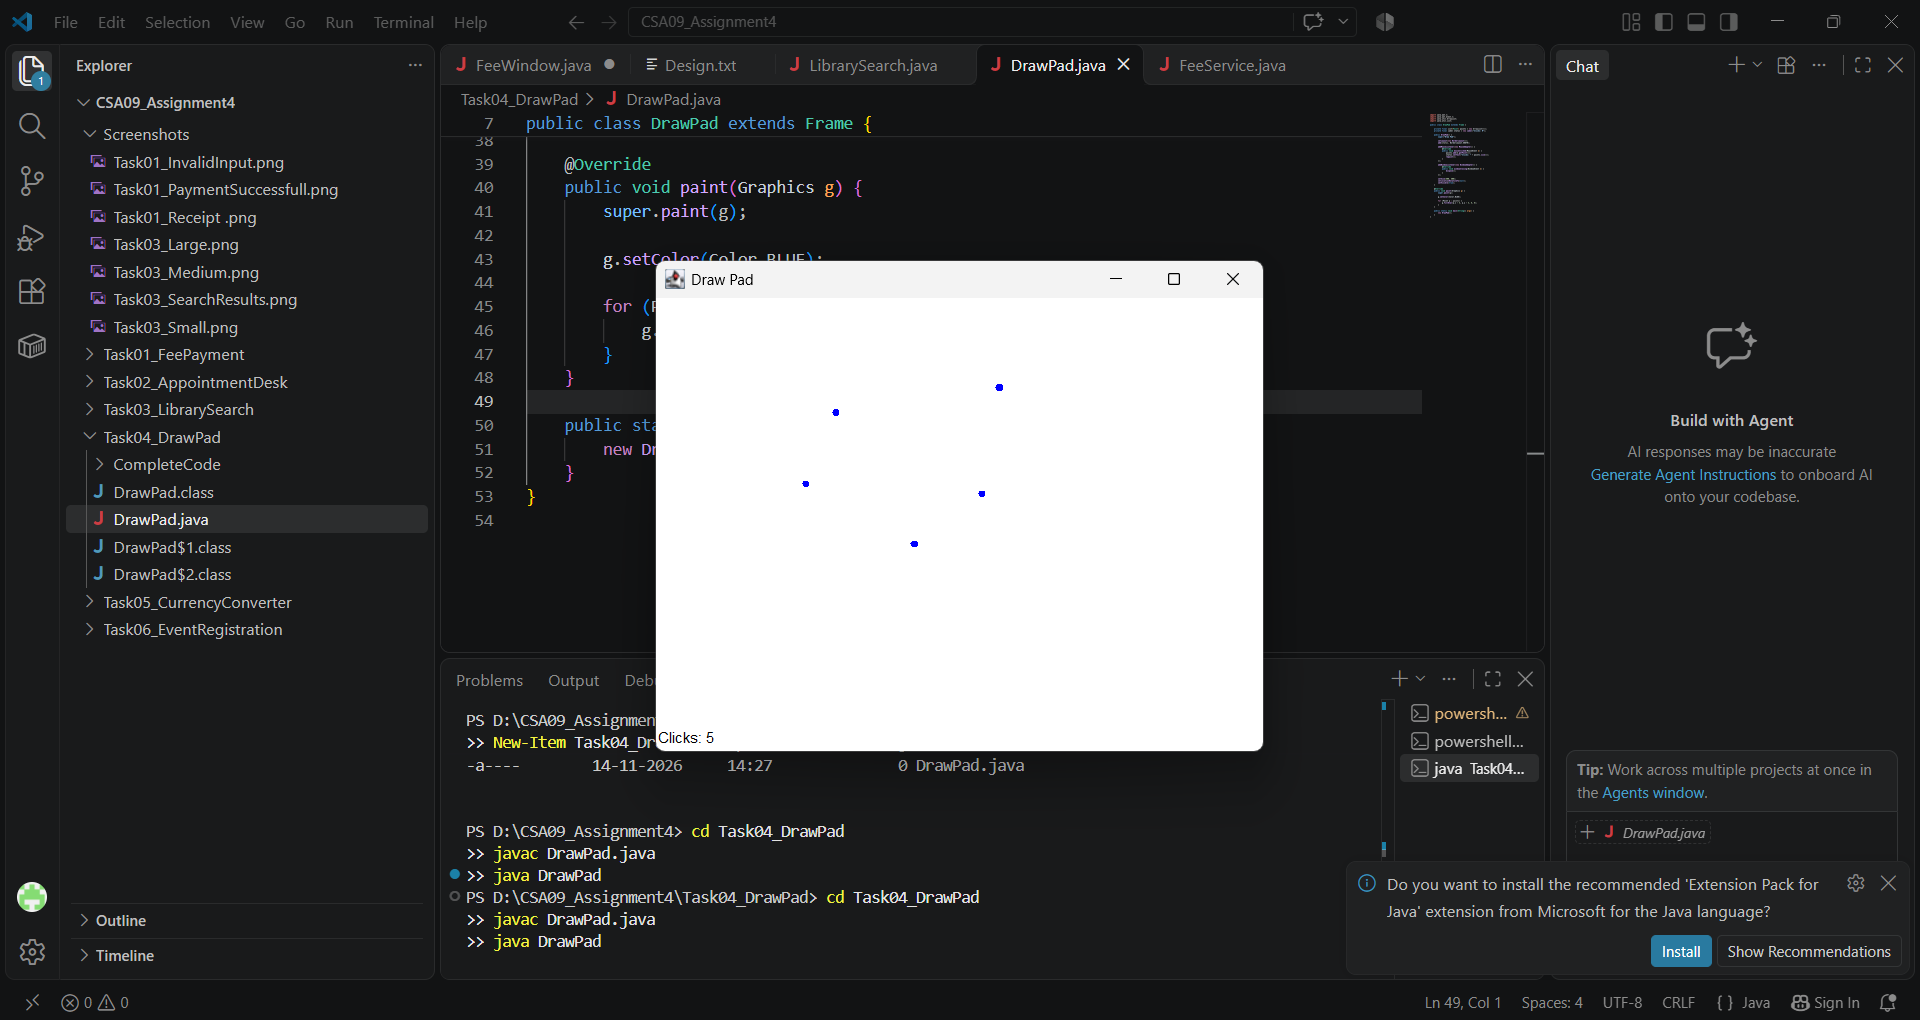 File Edit Selection View Go Run Terminal Help
CSA09_Assignment4
Explorer
CSA09_Assignment4
Screenshots
Task01_InvalidInput.png
Task01_PaymentSuccessfull.png
Task01_Receipt .png
Task03_Large.png
Task03_Medium.png
Task03_SearchResults.png
Task03_Small.png
Task01_FeePayment
Task02_AppointmentDesk
Task03_LibrarySearch
Task04_DrawPad
CompleteCode
DrawPad.class
DrawPad.java
DrawPad$1.class
DrawPad$2.class
Task05_CurrencyConverter
Task06_EventRegistration
Outline
Timeline
1
FeeWindow.java Design.txt LibrarySearch.java DrawPad.java FeeService.java
Task04_DrawPad > DrawPad.java
7 public class DrawPad extends Frame {
38
39 @Override
40 public void paint(Graphics g) {
41 super.paint(g);
42
43 g.setColor(Color.BLUE);
44
45 for (
46 g.
47 }
48 }
49
50 public sta
51 new Dr
52 }
53 }
54
Draw Pad
Clicks: 5
Problems Output Debu
PS D:\CSA09_Assignmen
>> New-Item Task04_Dr
-a---- 14-11-2026 14:27 0 DrawPad.java
PS D:\CSA09_Assignment4> cd Task04_DrawPad
>> javac DrawPad.java
>> java DrawPad
PS D:\CSA09_Assignment4\Task04_DrawPad> cd Task04_DrawPad
>> javac DrawPad.java
>> java DrawPad
powersh...
powershell...
java Task04...
Chat
Build with Agent
AI responses may be inaccurate
Generate Agent Instructions to onboard AI
onto your codebase.
Tip: Work across multiple projects at once in
the Agents window.
DrawPad.java
Do you want to install the recommended 'Extension Pack for
Java' extension from Microsoft for the Java language?
Install Show Recommendations
0 0
Ln 49, Col 1 Spaces: 4 UTF-8 CRLF {} Java Sign In